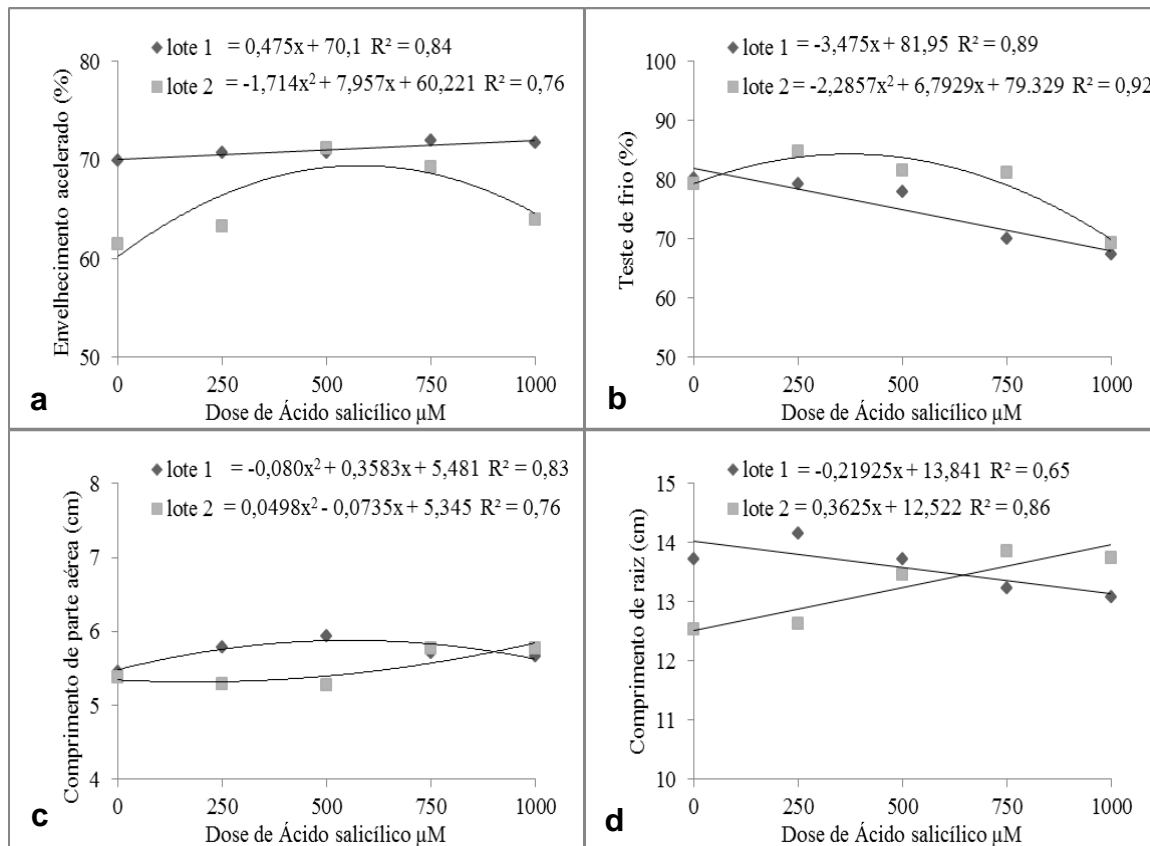 lote 1 = 0,475x + 70,1 R² = 0,84
lote 2 = -1,714x² + 7,957x + 60,221 R² = 0,76
Envelhecimento acelerado (%)
80
70
60
50
0 250 500 750 1000
Dose de Ácido salicílico µM
a
lote 1 = -3,475x + 81,95 R² = 0,89
lote 2 = -2,2857x² + 6,7929x + 79.329 R² = 0,92
Teste de frio (%)
100
90
80
70
60
50
0 250 500 750 1000
Dose de Ácido salicílico µM
b
lote 1 = -0,080x² + 0,3583x + 5,481 R² = 0,83
lote 2 = 0,0498x² - 0,0735x + 5,345 R² = 0,76
Comprimento de parte aérea (cm)
8
7
6
5
4
0 250 500 750 1000
Dose de Ácido salicílico µM
c
lote 1 = -0,21925x + 13,841 R² = 0,65
lote 2 = 0,3625x + 12,522 R² = 0,86
Comprimento de raiz (cm)
15
14
13
12
11
10
0 250 500 750 1000
Dose de Ácido salicílico µM
d